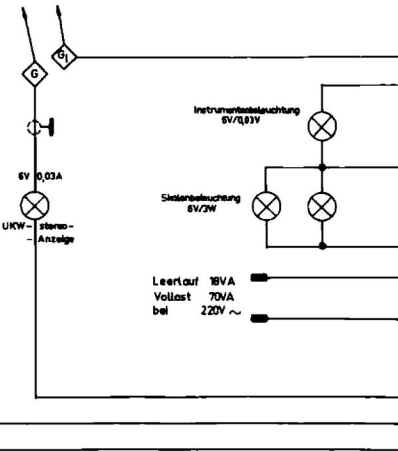 G
G₁
Instrumentenbeleuchtung
6V/0,03V
6V 0,03A
Skalenbeleuchtung
6V/3W
UKW- stereo-
- Anzeige
Leerlauf 18VA
Vollast 70VA
bei 220V ~